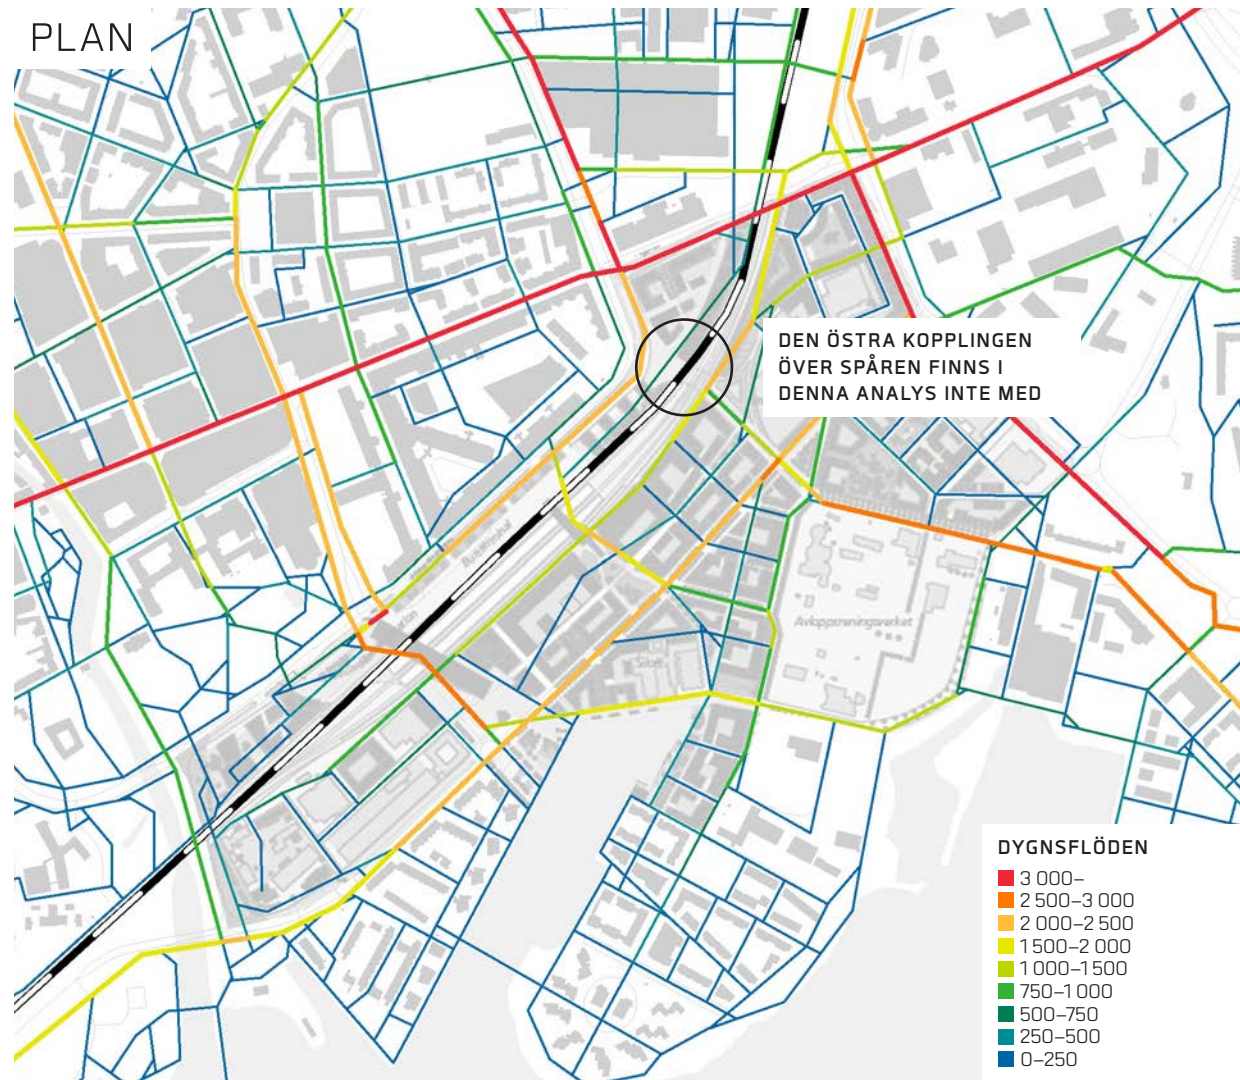 PLAN
DEN ÖSTRA KOPPLINGEN
ÖVER SPÅREN FINNS I
DENNA ANALYS INTE MED
Avloppsreningsverket
DYGNSFLÖDEN
3 000–
2 500–3 000
2 000–2 500
1 500–2 000
1 000–1 500
750–1 000
500–750
250–500
0–250